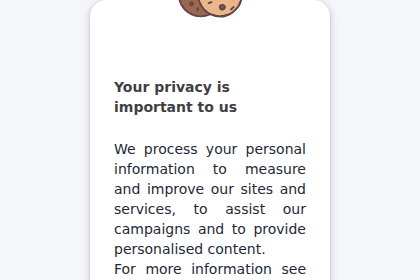 Your privacy is
important to us
We process your personal
information to measure
and improve our sites and
services, to assist our
campaigns and to provide
personalised content.
For more information see